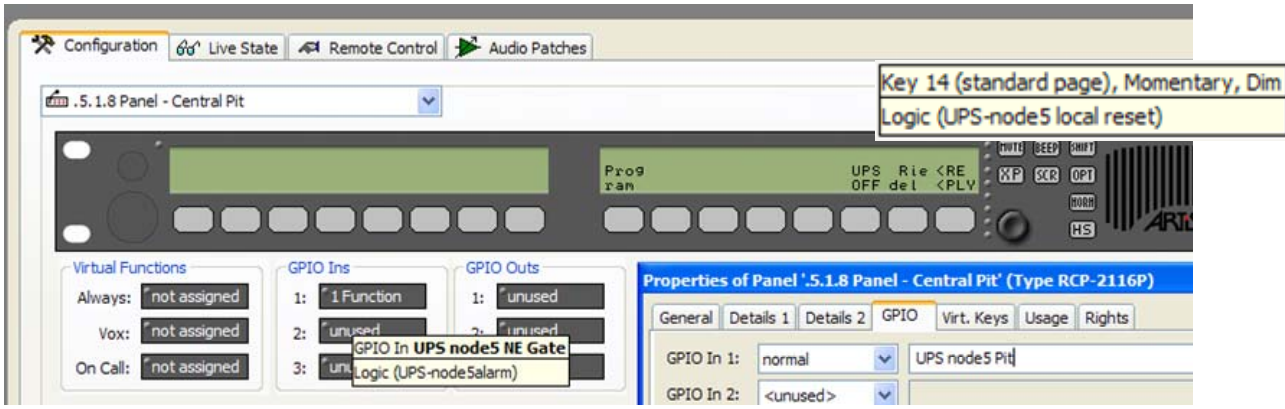 Configuration Live State Remote Control Audio Patches
Key 14 (standard page), Momentary, Dim
Logic (UPS-node5 local reset)
.5.1.8 Panel - Central Pit
MUTE BEEP SHIFT
Prog UPS Rie <RE
ram OFF del <PLY
XP SCR OPT
NORM
HS
Virtual Functions GPIO Ins GPIO Outs
Always: not assigned 1: 1 Function 1: unused
Vox: not assigned 2: unused 2: unused
On Call: not assigned 3:
GPIO In UPS node5 NE Gate
Logic (UPS-node5alarm)
Properties of Panel '.5.1.8 Panel - Central Pit' (Type RCP-2116P)
General Details 1 Details 2 GPIO Virt. Keys Usage Rights
GPIO In 1: normal UPS node5 Pit
GPIO In 2: <unused>